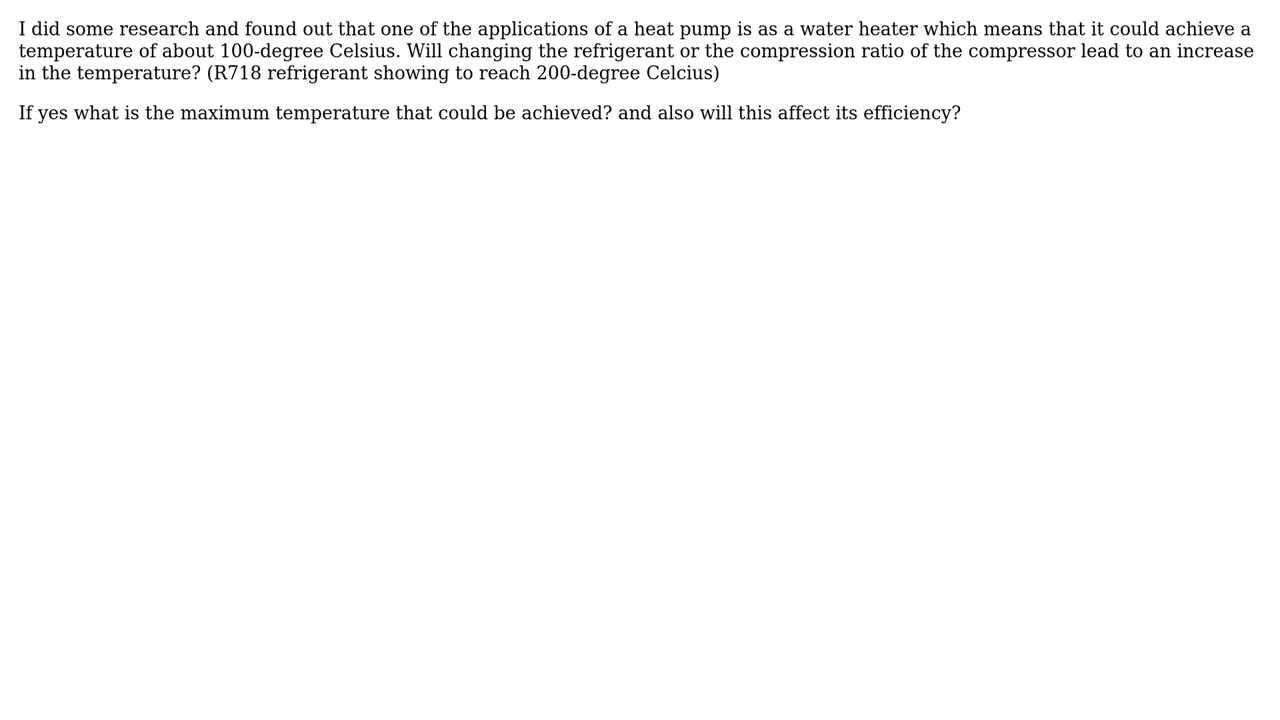 I did some research and found out that one of the applications of a heat pump is as a water heater which means that it could achieve a
temperature of about 100-degree Celsius. Will changing the refrigerant or the compression ratio of the compressor lead to an increase
in the temperature? (R718 refrigerant showing to reach 200-degree Celcius)
If yes what is the maximum temperature that could be achieved? and also will this affect its efficiency?